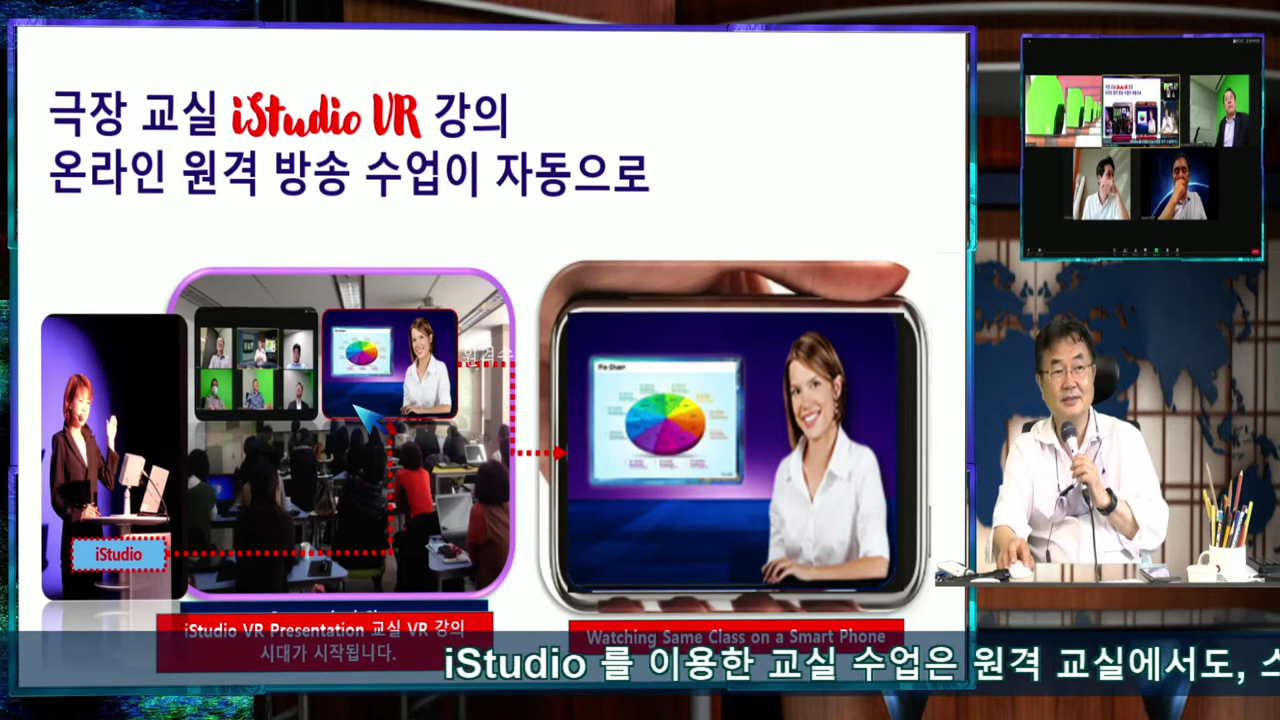 극장 교실 iStudio VR 강의
온라인 원격 방송 수업이 자동으로
Pie Chart
iStudio
iStudio VR Presentation 교실 VR 강의
시대가 시작됩니다.
Watching Same Class on a Smart Phone
iStudio 를 이용한 교실 수업은 원격 교실에서도, 스